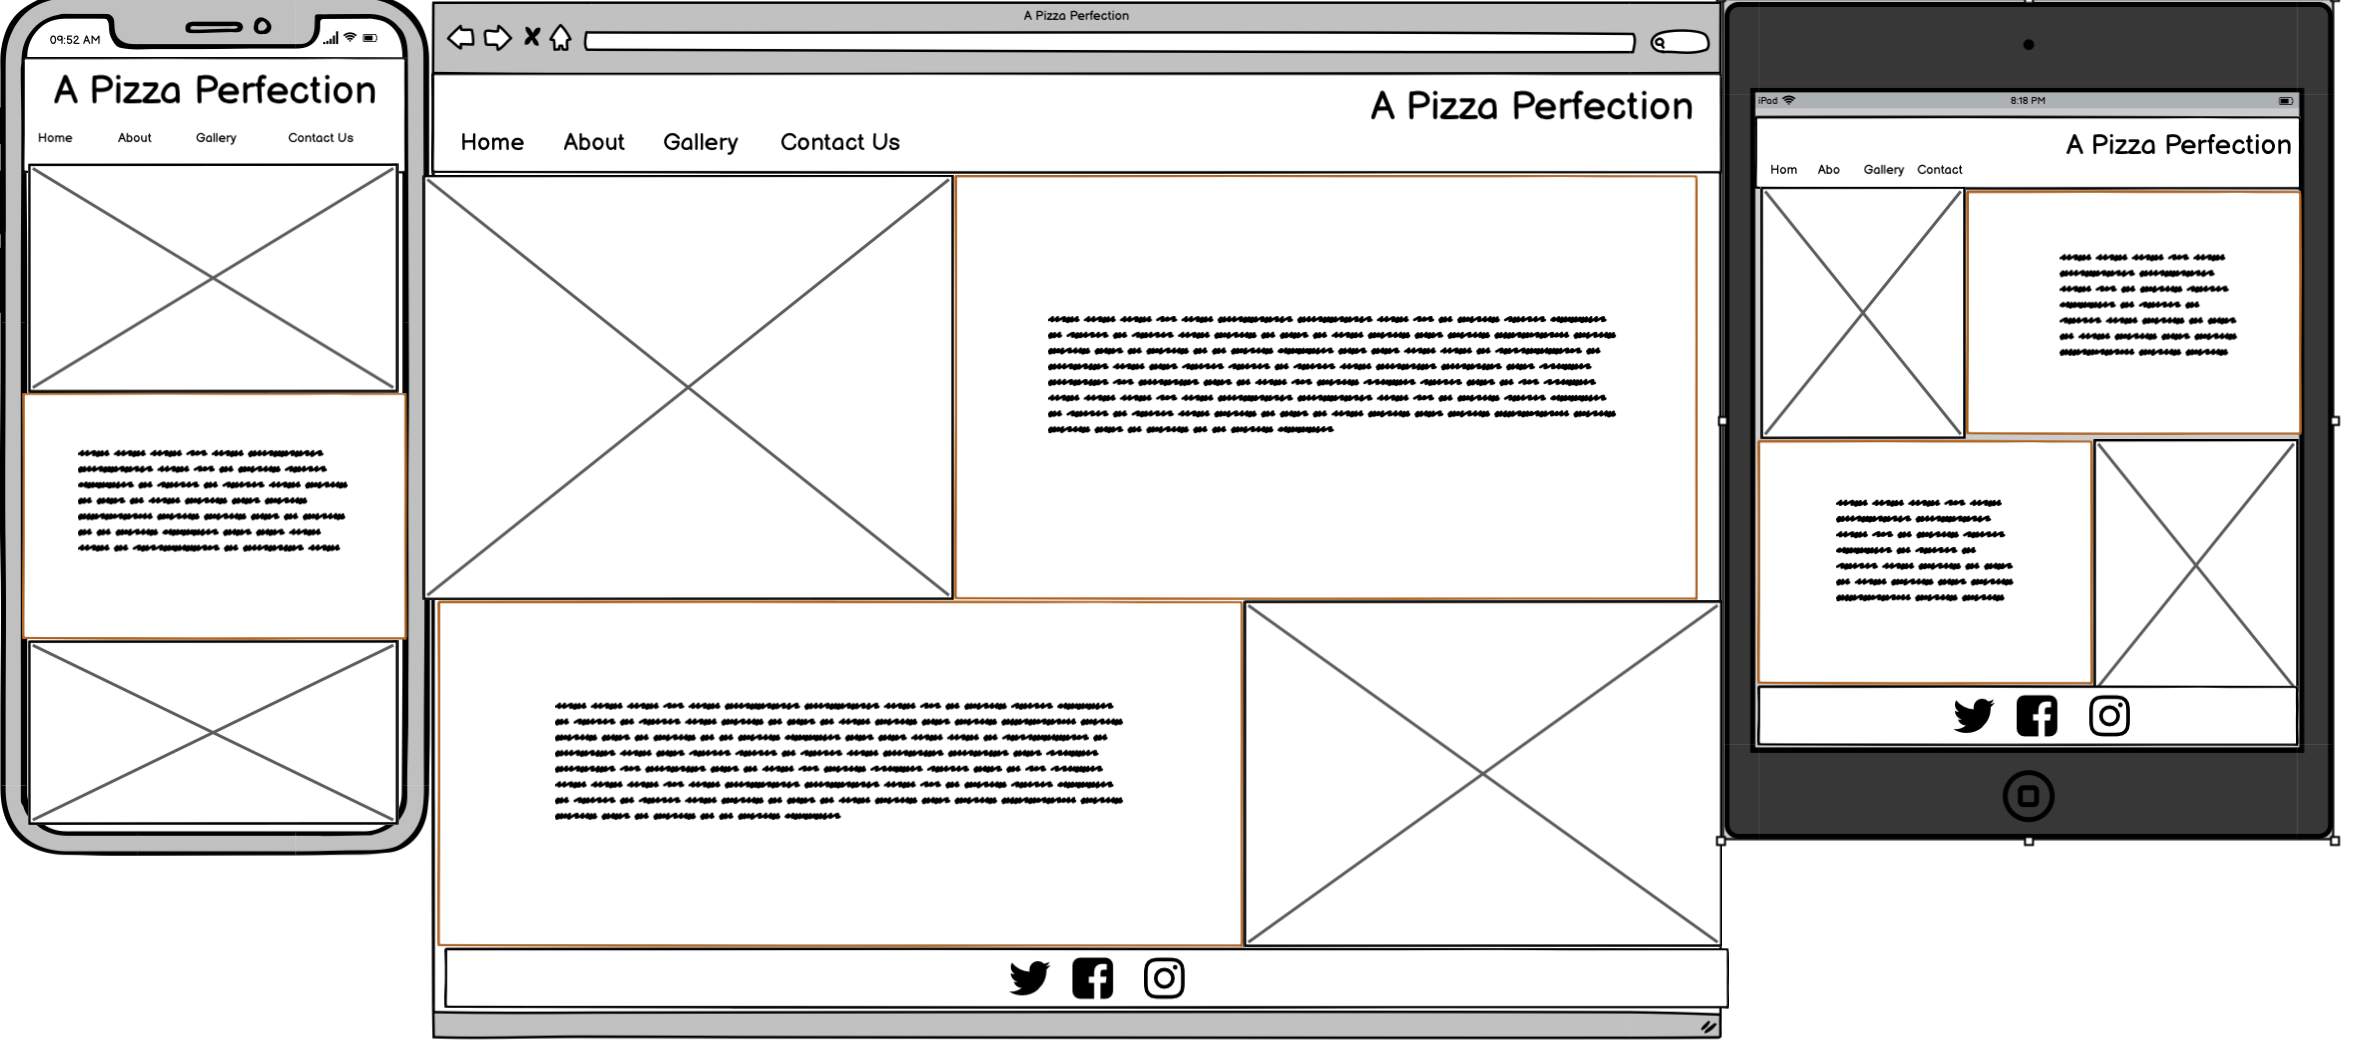 09:52 AM
A Pizza Perfection
Home About Gallery Contact Us
A Pizza Perfection
A Pizza Perfection
Home About Gallery Contact Us
iPad 8:18 PM
A Pizza Perfection
Hom Abo Gallery Contact